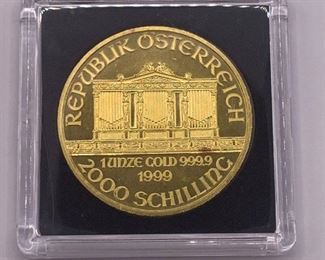 REPUBLIK ÖSTERREICH
1 UNZE GOLD 999.9
1999
2000 SCHILLING